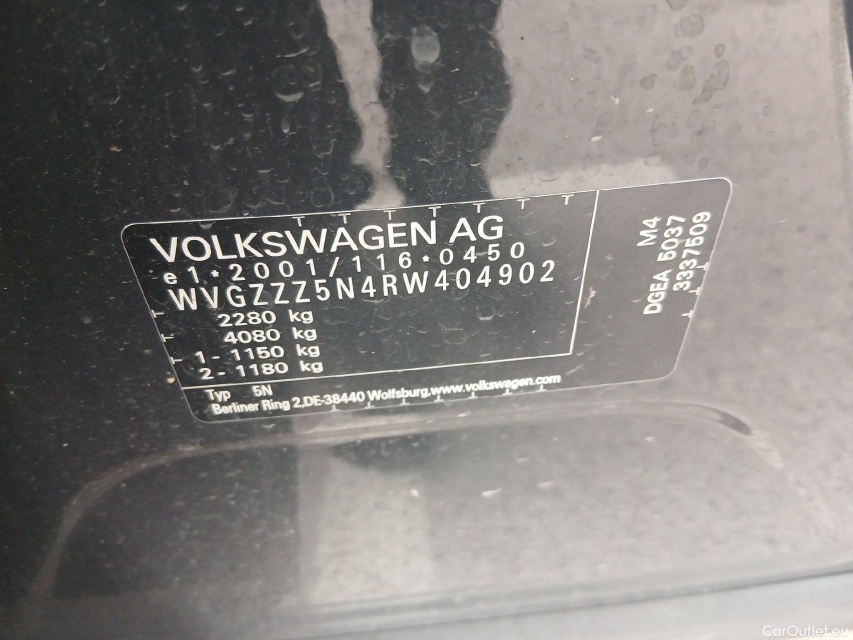 VOLKSWAGEN AG
e1*2001/116*0450
WVGZZZ5N4RW404902
2280 kg
4080 kg
1- 1150 kg
2- 1180 kg
Typ 5N
Berliner Ring 2,DE-38440 Wolfsburg,www.volkswagen.com
M4
DGEA 5037
3337509
CarOutlet.eu